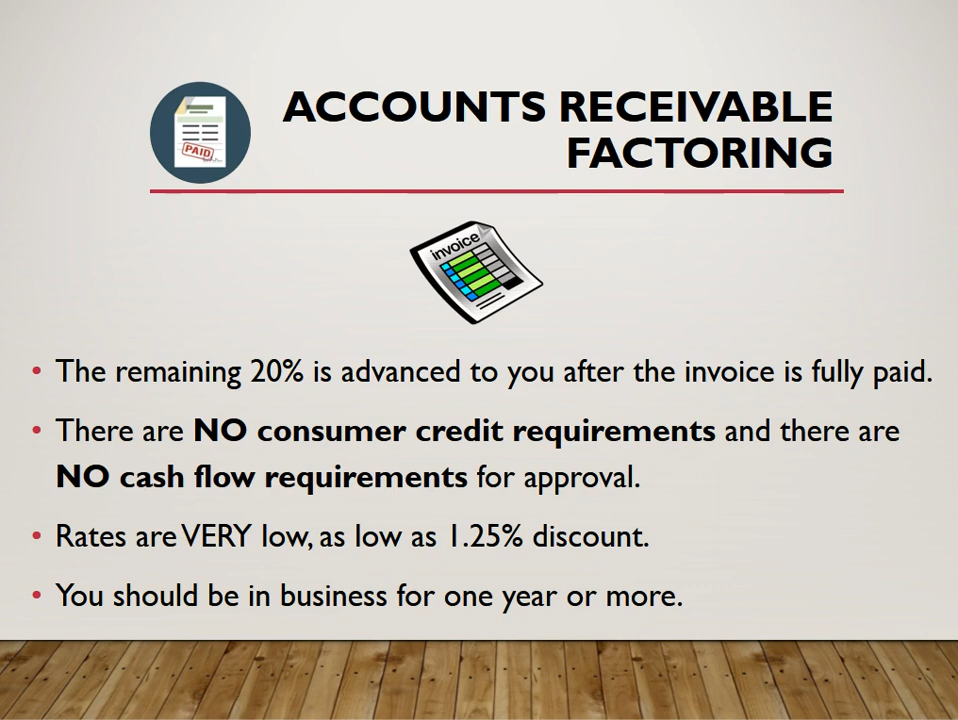 ACCOUNTS RECEIVABLE
FACTORING
PAID
invoice
• The remaining 20% is advanced to you after the invoice is fully paid.
• There are NO consumer credit requirements and there are
NO cash flow requirements for approval.
• Rates are VERY low, as low as 1.25% discount.
• You should be in business for one year or more.